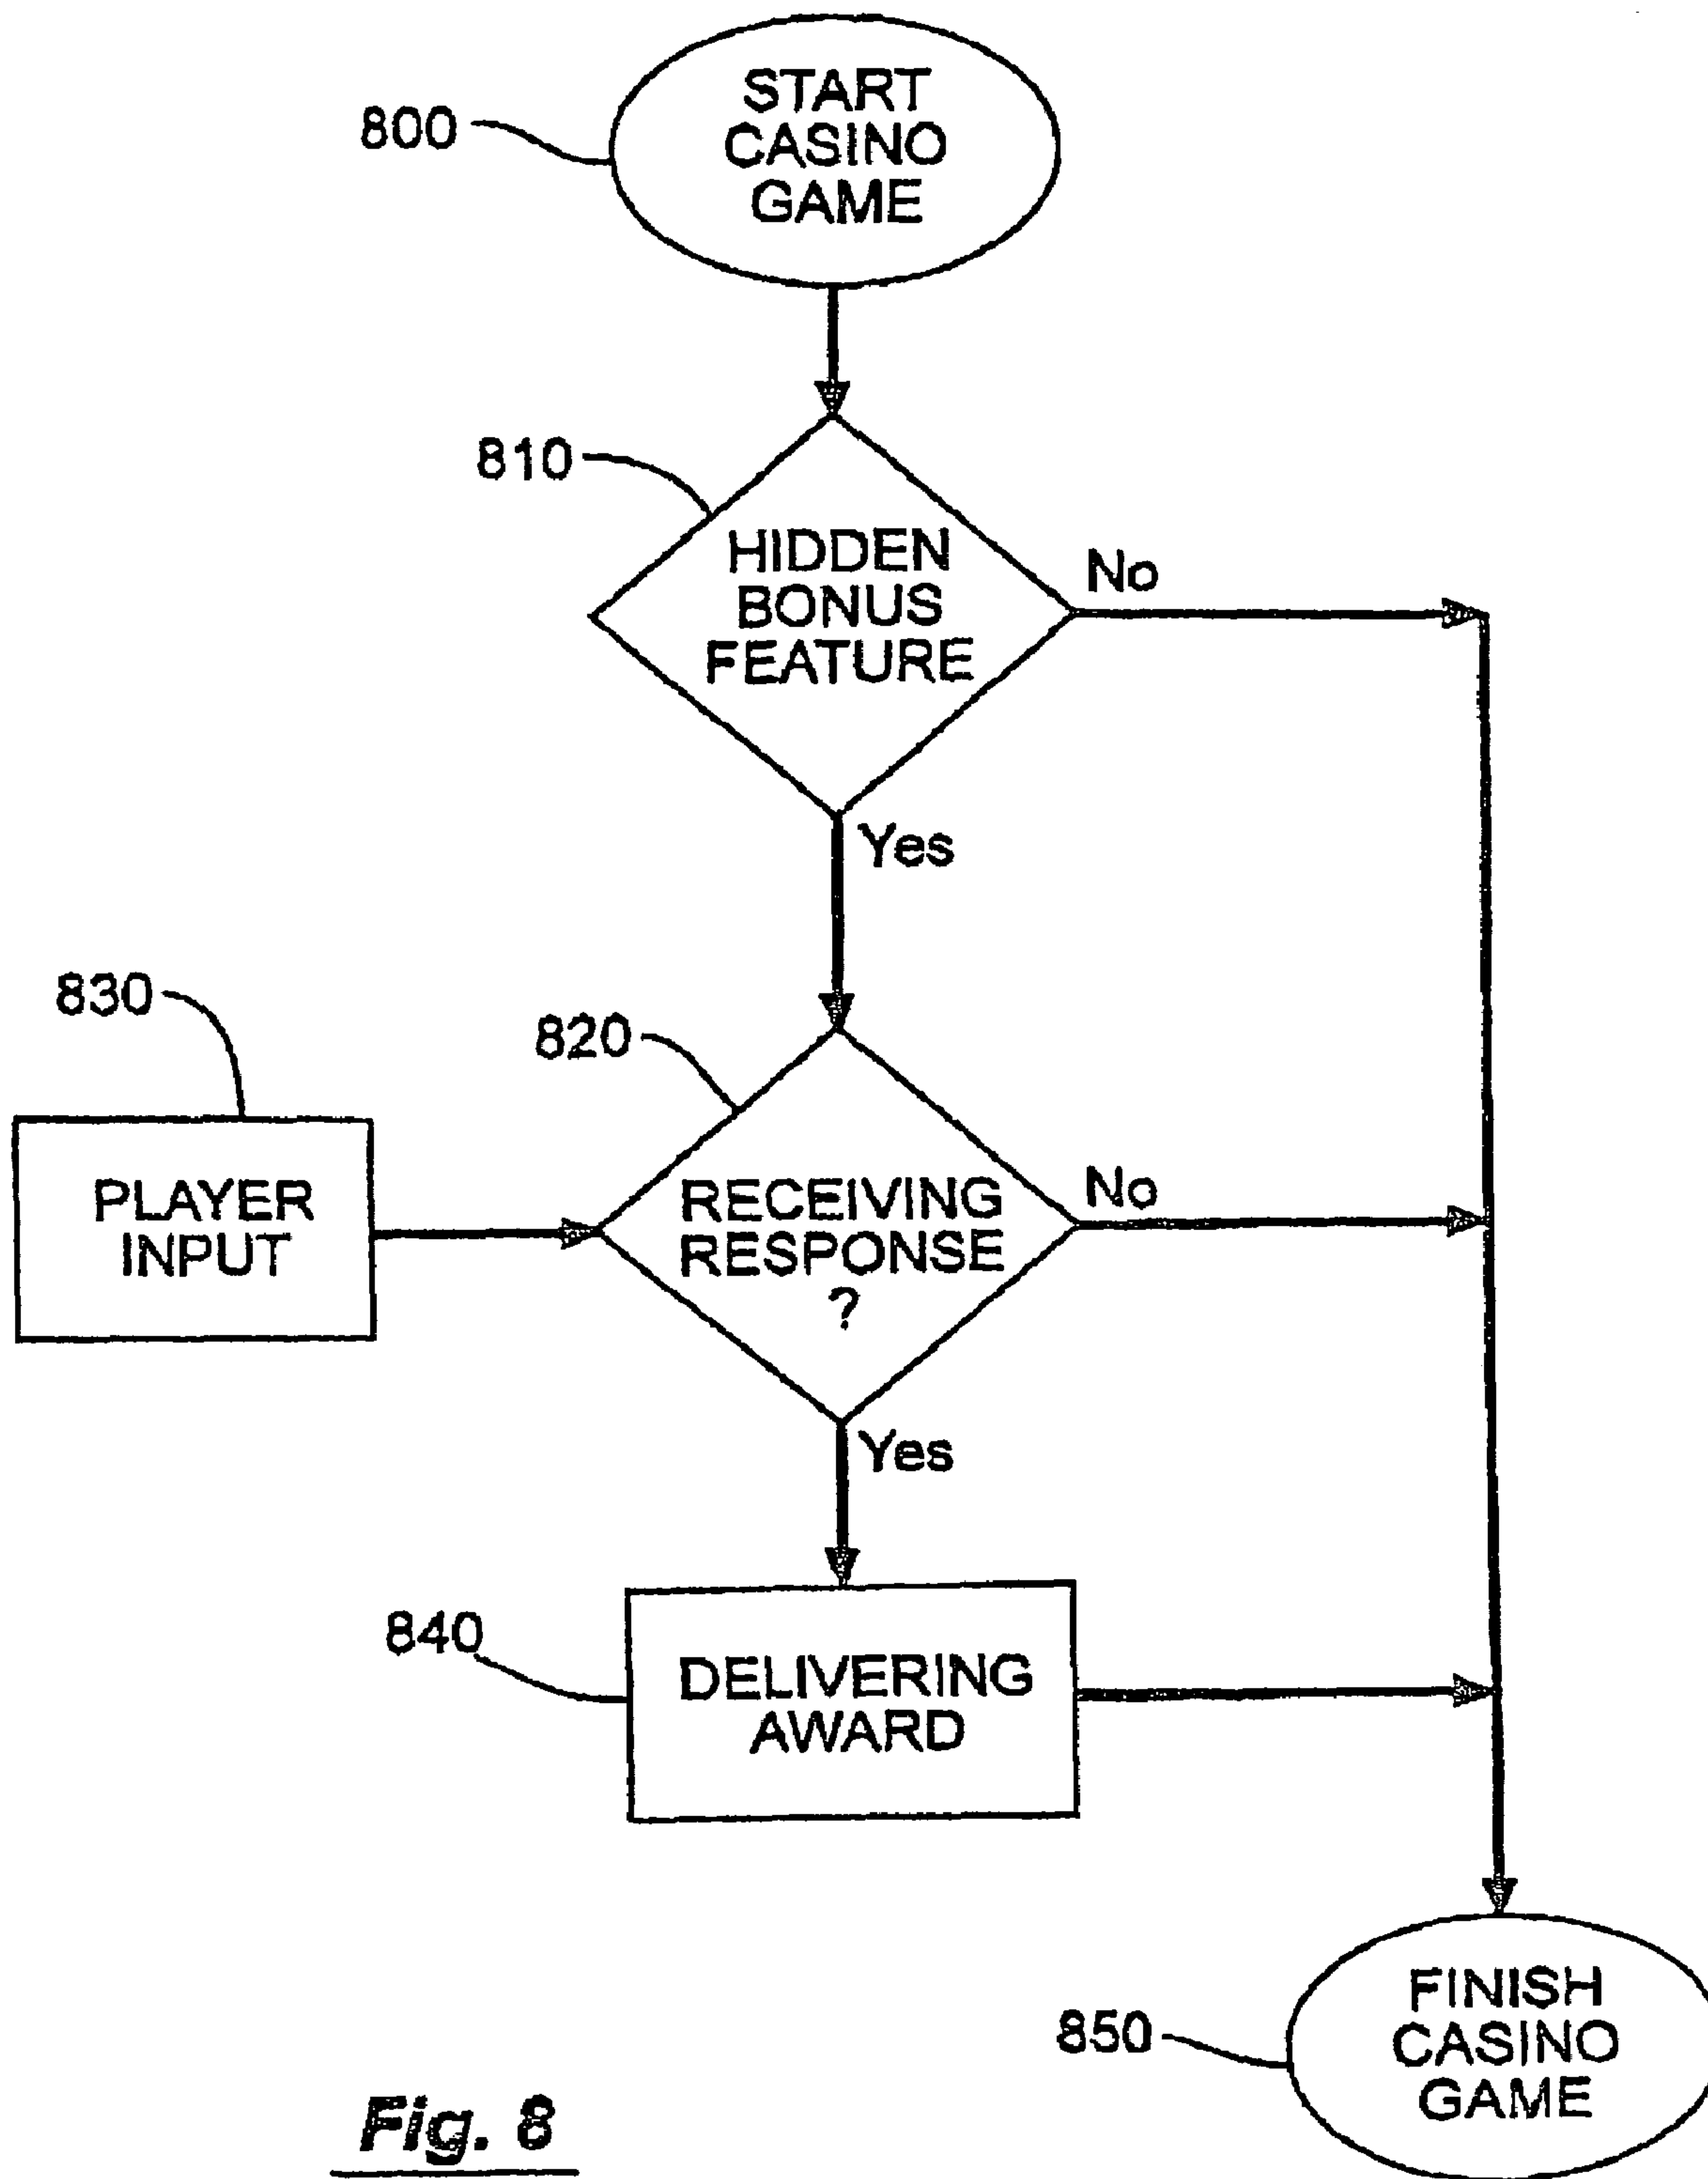 START
CASINO
GAME
800
810
HIDDEN
BONUS
FEATURE
No
Yes
830
820
PLAYER
INPUT
RECEIVING
RESPONSE
?
No
Yes
840
DELIVERING
AWARD
850
FINISH
CASINO
GAME
Fig. 8